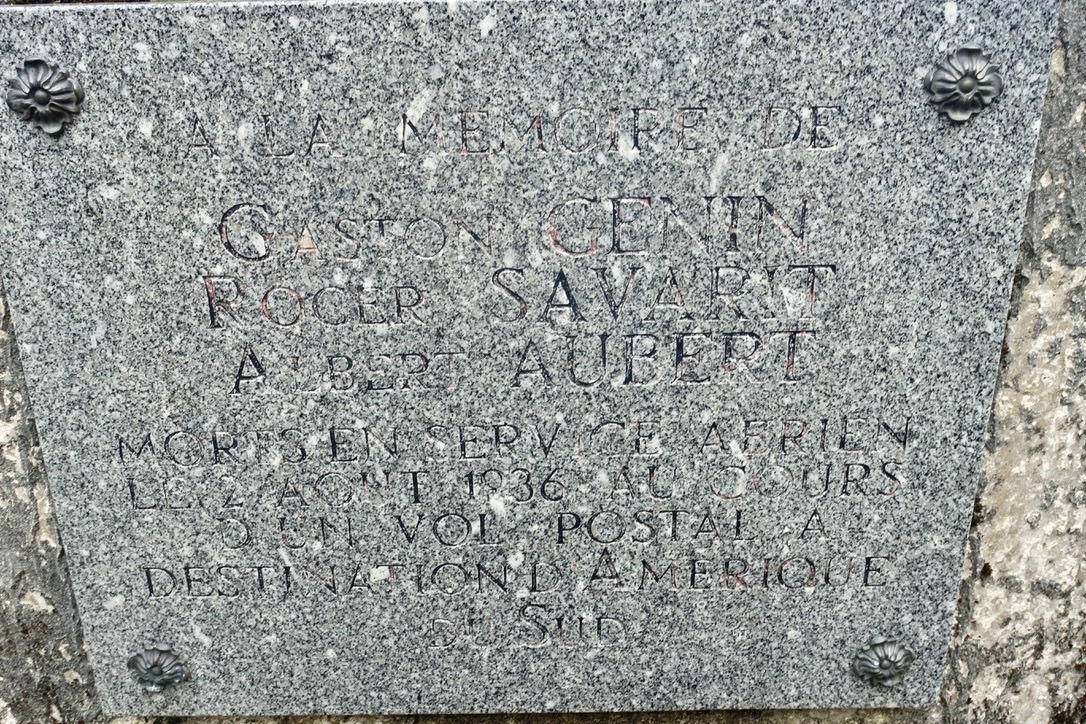 A LA MEMOIRE DE
GASTON GENIN
ROGER SAVARIT
ALBERT AUBERT
MORTS EN SERVICE AERIEN
LE 2 AOUT 1936 AU COURS
D'UN VOL POSTAL A
DESTINATION D'AMERIQUE
DU SUD